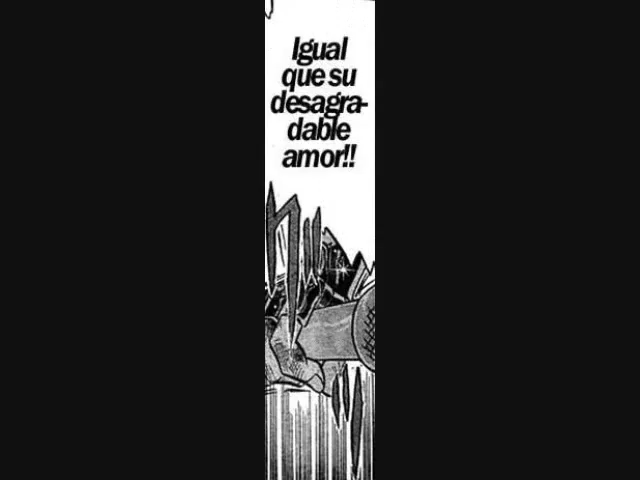 Igual
que su
desagra-
dable
amor!!